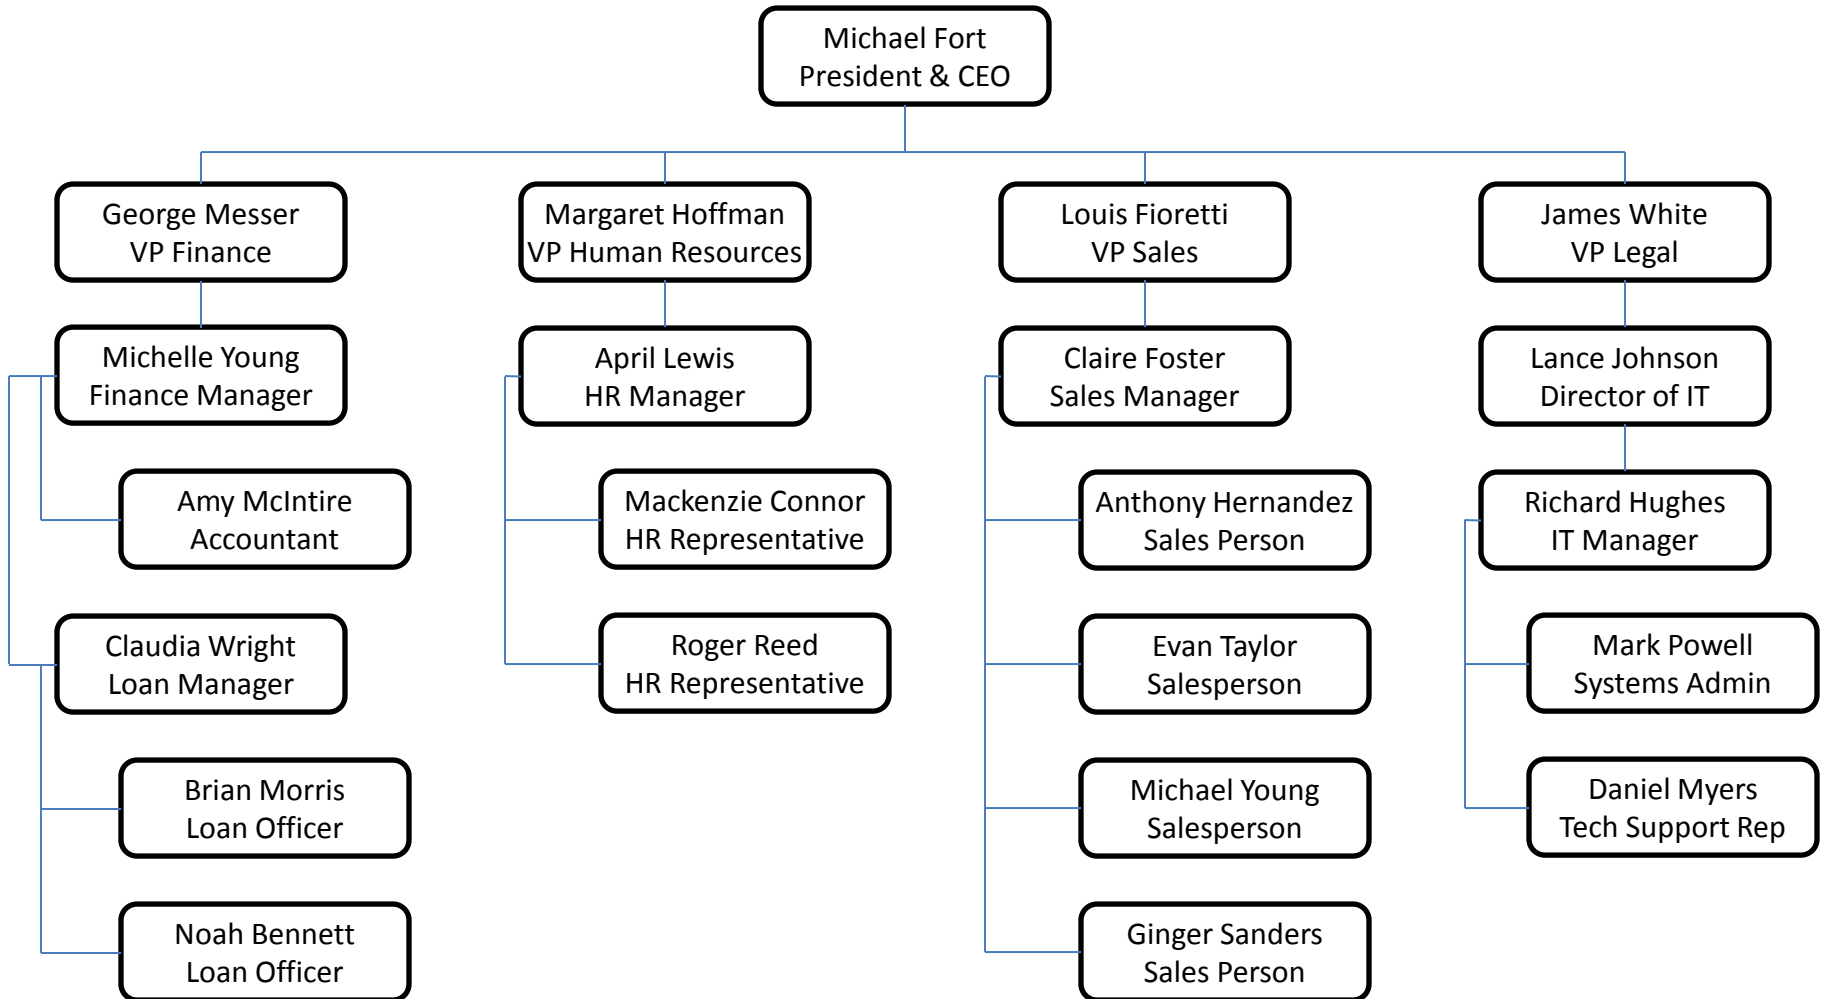 Michael Fort
President & CEO
George Messer
VP Finance
Margaret Hoffman
VP Human Resources
Louis Fioretti
VP Sales
James White
VP Legal
Michelle Young
Finance Manager
April Lewis
HR Manager
Claire Foster
Sales Manager
Lance Johnson
Director of IT
Amy McIntire
Accountant
Mackenzie Connor
HR Representative
Anthony Hernandez
Sales Person
Richard Hughes
IT Manager
Claudia Wright
Loan Manager
Roger Reed
HR Representative
Evan Taylor
Salesperson
Mark Powell
Systems Admin
Brian Morris
Loan Officer
Michael Young
Salesperson
Daniel Myers
Tech Support Rep
Noah Bennett
Loan Officer
Ginger Sanders
Sales Person